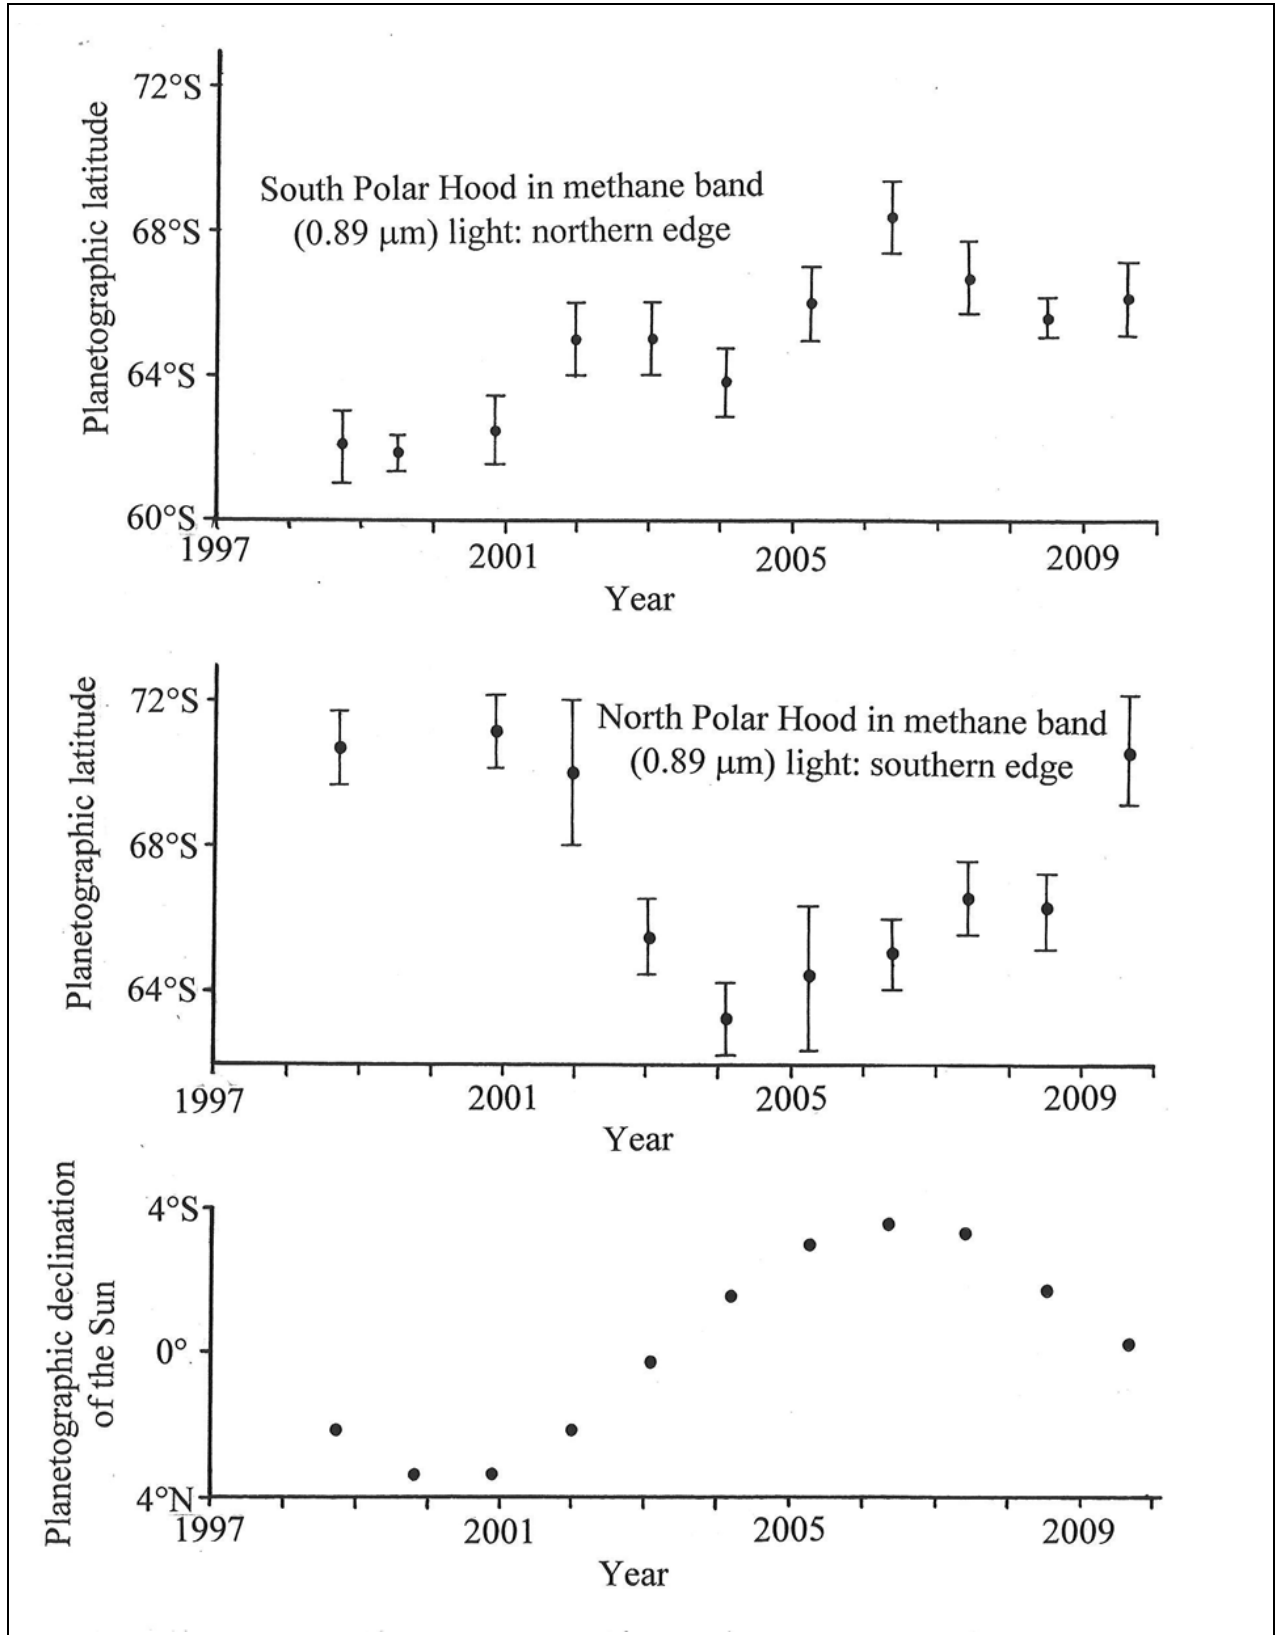 Planetographic latitude
72°S
68°S
64°S
60°S
South Polar Hood in methane band
(0.89 μm) light: northern edge
1997
2001
2005
2009
Year
Planetographic latitude
72°S
68°S
64°S
North Polar Hood in methane band
(0.89 μm) light: southern edge
1997
2001
2005
2009
Year
Planetographic declination
of the Sun
4°S
0°
4°N
1997
2001
2005
2009
Year